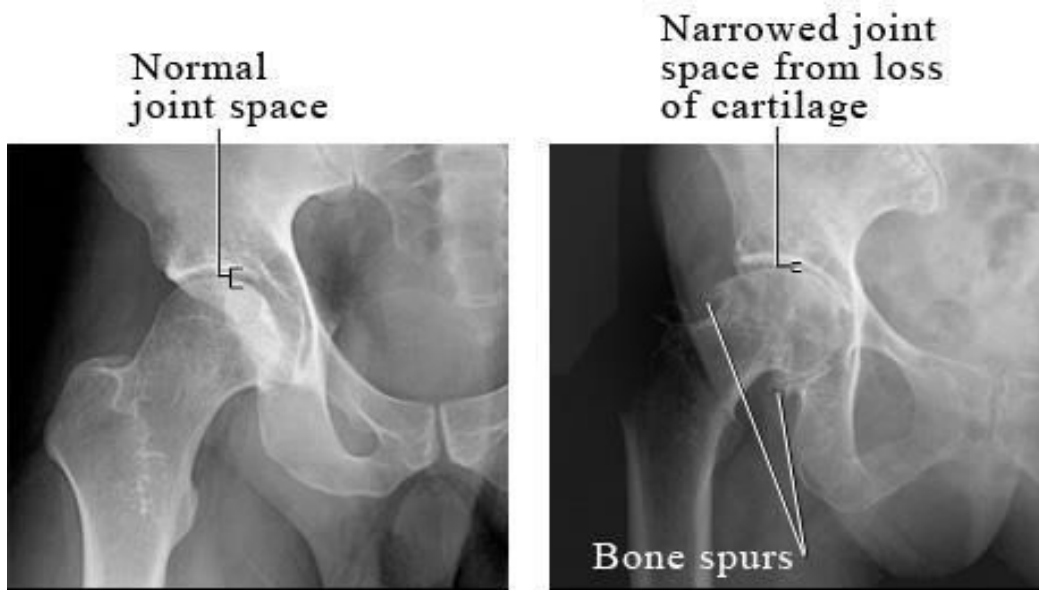 Normal
joint space
Narrowed joint
space from loss
of cartilage
Bone spurs